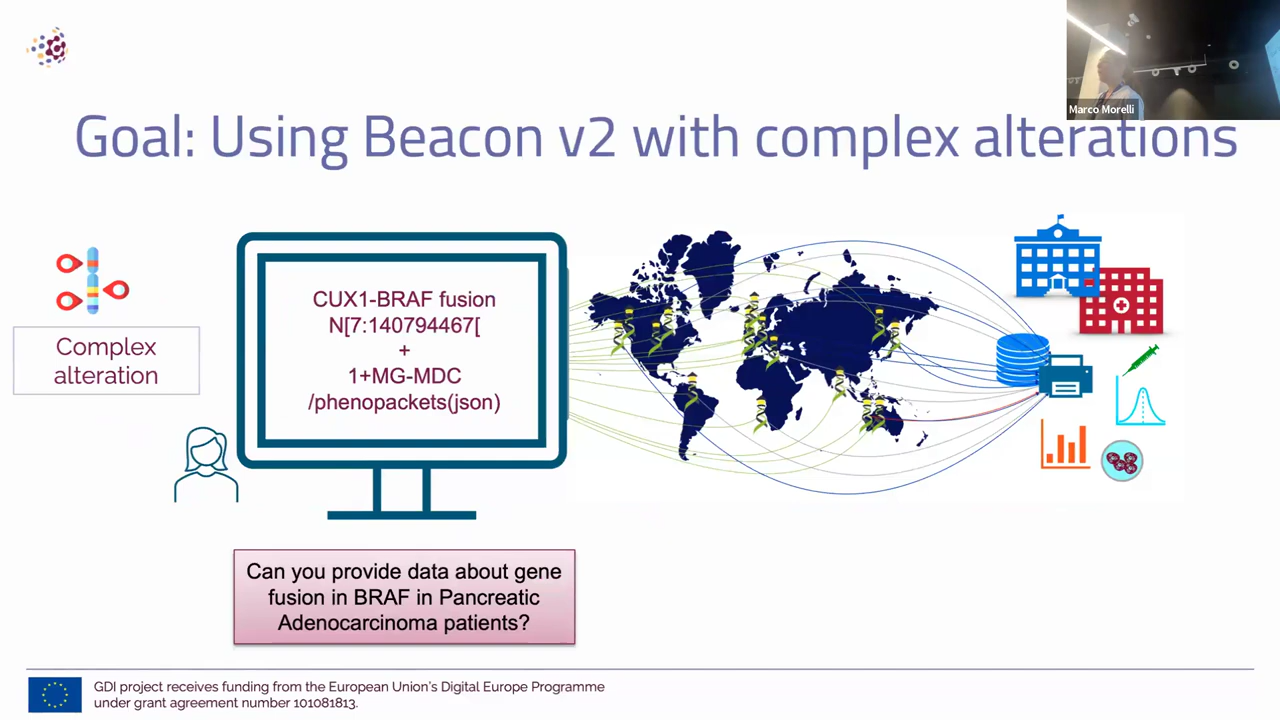 Marco Morelli
Goal: Using Beacon v2 with complex alterations
Complex
alteration
CUX1-BRAF fusion
N[7:140794467[
+
1+MG-MDC
/phenopackets(json)
Can you provide data about gene
fusion in BRAF in Pancreatic
Adenocarcinoma patients?
GDI project receives funding from the European Union's Digital Europe Programme
under grant agreement number 101081813.